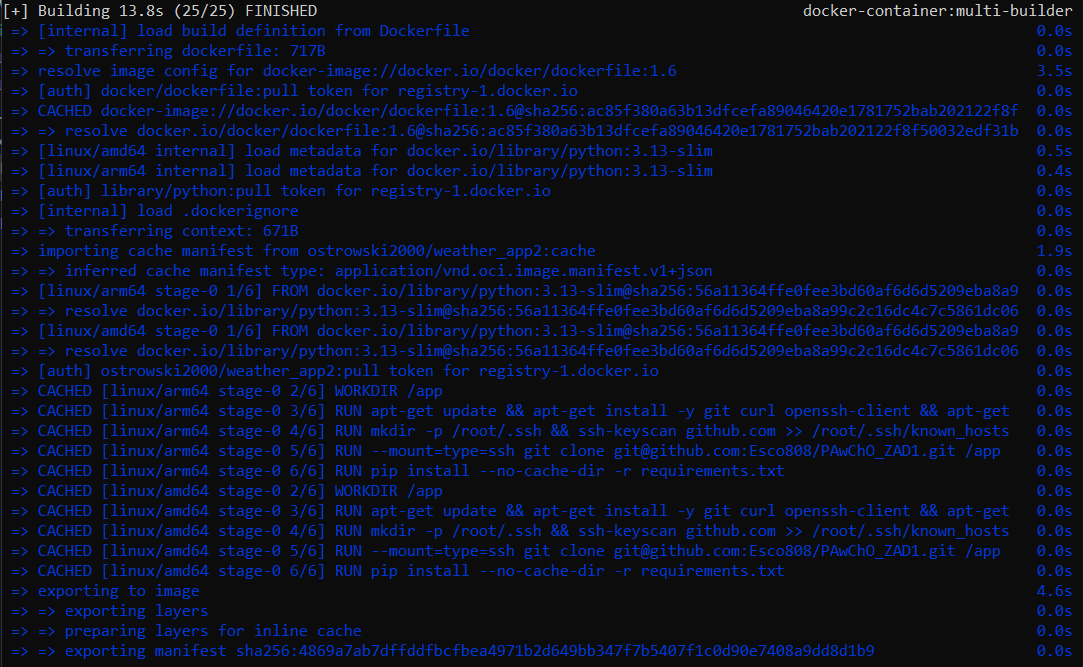 [+] Building 13.8s (25/25) FINISHED docker-container:multi-builder
=> [internal] load build definition from Dockerfile 0.0s
=> => transferring dockerfile: 717B 0.0s
=> resolve image config for docker-image://docker.io/docker/dockerfile:1.6 3.5s
=> [auth] docker/dockerfile:pull token for registry-1.docker.io 0.0s
=> CACHED docker-image://docker.io/docker/dockerfile:1.6@sha256:ac85f380a63b13dfcefa89046420e1781752bab202122f8f 0.0s
=> => resolve docker.io/docker/dockerfile:1.6@sha256:ac85f380a63b13dfcefa89046420e1781752bab202122f8f50032edf31b 0.0s
=> [linux/amd64 internal] load metadata for docker.io/library/python:3.13-slim 0.5s
=> [linux/arm64 internal] load metadata for docker.io/library/python:3.13-slim 0.4s
=> [auth] library/python:pull token for registry-1.docker.io 0.0s
=> [internal] load .dockerignore 0.0s
=> => transferring context: 671B 0.0s
=> importing cache manifest from ostrowski2000/weather_app2:cache 1.9s
=> => inferred cache manifest type: application/vnd.oci.image.manifest.v1+json 0.0s
=> [linux/arm64 stage-0 1/6] FROM docker.io/library/python:3.13-slim@sha256:56a11364ffe0fee3bd60af6d6d5209eba8a9 0.0s
=> => resolve docker.io/library/python:3.13-slim@sha256:56a11364ffe0fee3bd60af6d6d5209eba8a99c2c16dc4c7c5861dc06 0.0s
=> [linux/amd64 stage-0 1/6] FROM docker.io/library/python:3.13-slim@sha256:56a11364ffe0fee3bd60af6d6d5209eba8a9 0.0s
=> => resolve docker.io/library/python:3.13-slim@sha256:56a11364ffe0fee3bd60af6d6d5209eba8a99c2c16dc4c7c5861dc06 0.0s
=> [auth] ostrowski2000/weather_app2:pull token for registry-1.docker.io 0.0s
=> CACHED [linux/arm64 stage-0 2/6] WORKDIR /app 0.0s
=> CACHED [linux/arm64 stage-0 3/6] RUN apt-get update && apt-get install -y git curl openssh-client && apt-get 0.0s
=> CACHED [linux/arm64 stage-0 4/6] RUN mkdir -p /root/.ssh && ssh-keyscan github.com >> /root/.ssh/known_hosts 0.0s
=> CACHED [linux/arm64 stage-0 5/6] RUN --mount=type=ssh git clone git@github.com:Esco808/PAwChO_ZAD1.git /app 0.0s
=> CACHED [linux/arm64 stage-0 6/6] RUN pip install --no-cache-dir -r requirements.txt 0.0s
=> CACHED [linux/amd64 stage-0 2/6] WORKDIR /app 0.0s
=> CACHED [linux/amd64 stage-0 3/6] RUN apt-get update && apt-get install -y git curl openssh-client && apt-get 0.0s
=> CACHED [linux/amd64 stage-0 4/6] RUN mkdir -p /root/.ssh && ssh-keyscan github.com >> /root/.ssh/known_hosts 0.0s
=> CACHED [linux/amd64 stage-0 5/6] RUN --mount=type=ssh git clone git@github.com:Esco808/PAwChO_ZAD1.git /app 0.0s
=> CACHED [linux/amd64 stage-0 6/6] RUN pip install --no-cache-dir -r requirements.txt 0.0s
=> exporting to image 4.6s
=> => exporting layers 0.0s
=> => preparing layers for inline cache 0.0s
=> => exporting manifest sha256:4869a7ab7dffddfbcfbea4971b2d649bb347f7b5407f1c0d90e7408a9dd8d1b9 0.0s